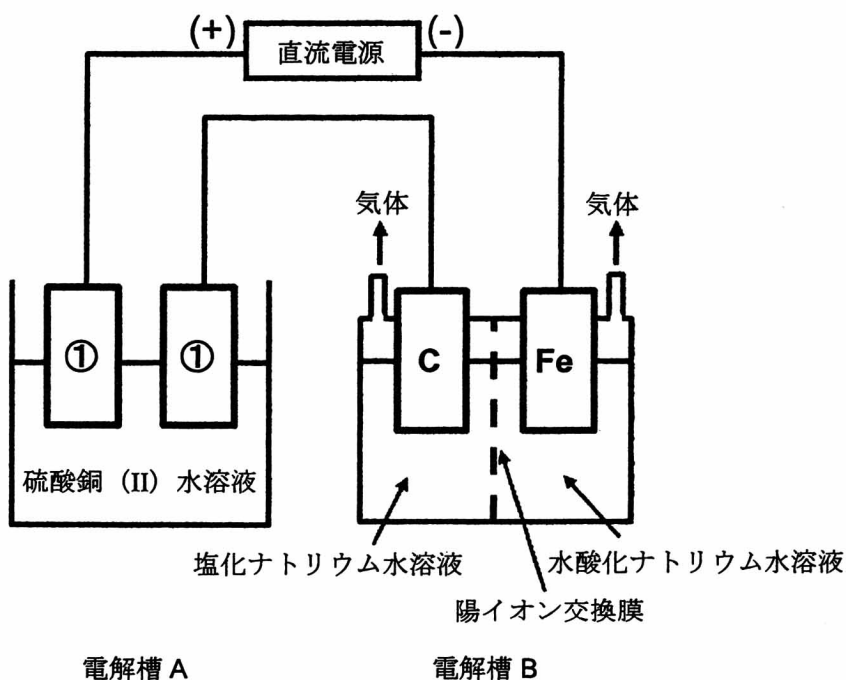 (+) 直流電源 (-)
気体 気体
① ① C Fe
硫酸銅 (II) 水溶液
塩化ナトリウム水溶液 水酸化ナトリウム水溶液
陽イオン交換膜
電解槽 A 電解槽 B